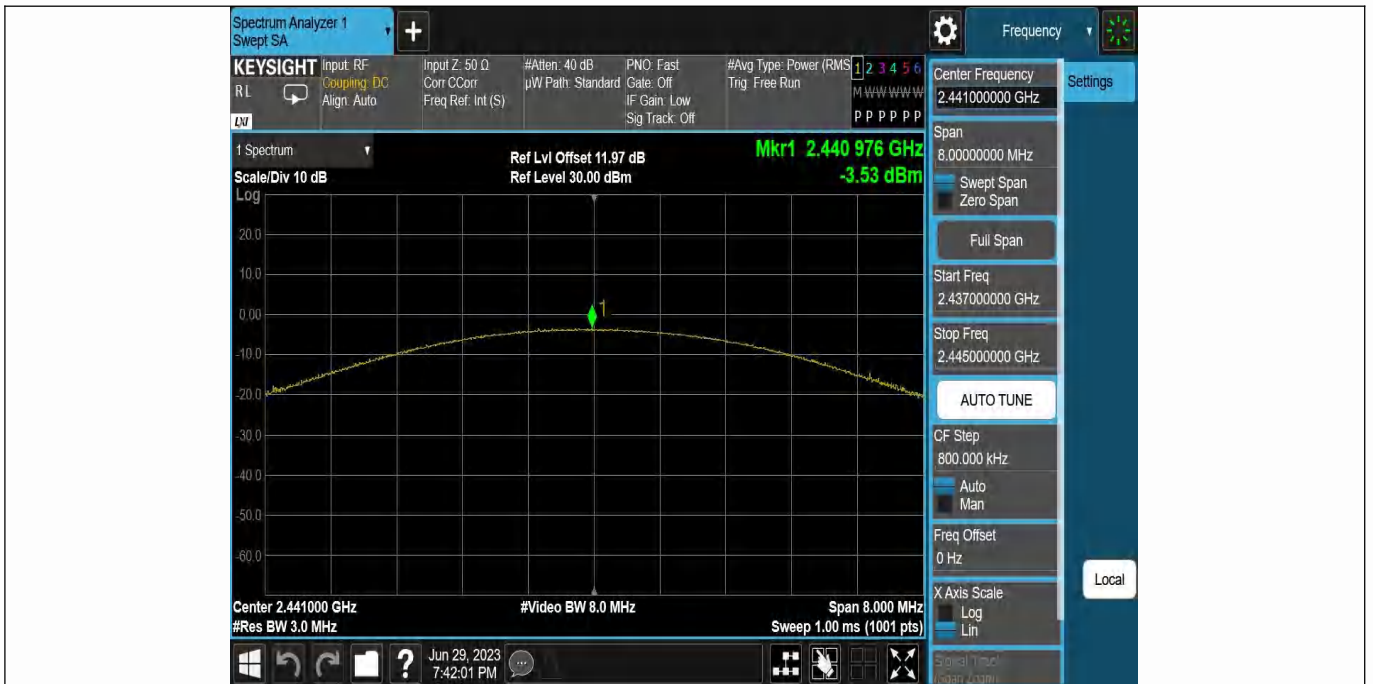 Spectrum Analyzer 1
Swept SA
+
Frequency
KEYSIGHT
RL
LXI
Input: RF
Coupling: DC
Align: Auto
Input Z: 50 Ω
Corr CCorr
Freq Ref: Int (S)
#Atten: 40 dB
µW Path: Standard
PNO: Fast
Gate: Off
IF Gain: Low
Sig Track: Off
#Avg Type: Power (RMS
Trig: Free Run
1 2 3 4 5 6
M W W W W W
P P P P P P
1 Spectrum
Scale/Div 10 dB
Log
Ref Lvl Offset 11.97 dB
Ref Level 30.00 dBm
Mkr1 2.440 976 GHz
-3.53 dBm
20.0
10.0
0.00
-10.0
-20.0
-30.0
-40.0
-50.0
-60.0
1
Center 2.441000 GHz
#Res BW 3.0 MHz
#Video BW 8.0 MHz
Span 8.000 MHz
Sweep 1.00 ms (1001 pts)
Center Frequency
2.441000000 GHz
Settings
Span
8.00000000 MHz
Swept Span
Zero Span
Full Span
Start Freq
2.437000000 GHz
Stop Freq
2.445000000 GHz
AUTO TUNE
CF Step
800.000 kHz
Auto
Man
Freq Offset
0 Hz
X Axis Scale
Log
Lin
Local
Signal Track
(Span Zoom)
?
Jun 29, 2023
7:42:01 PM